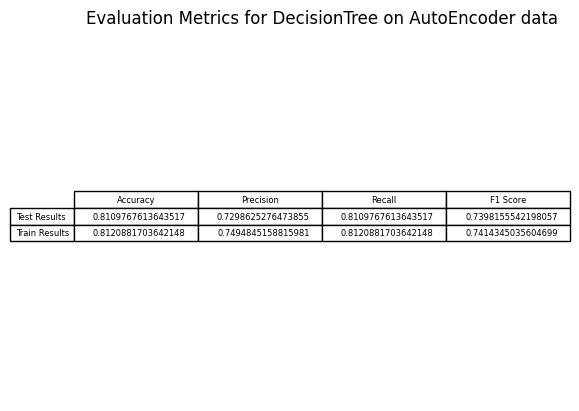 Evaluation Metrics for DecisionTree on AutoEncoder data
Accuracy Precision Recall F1 Score
Test Results 0.8109767613643517 0.7298625276473855 0.8109767613643517 0.7398155542198057
Train Results 0.8120881703642148 0.7494845158815981 0.8120881703642148 0.7414345035604699